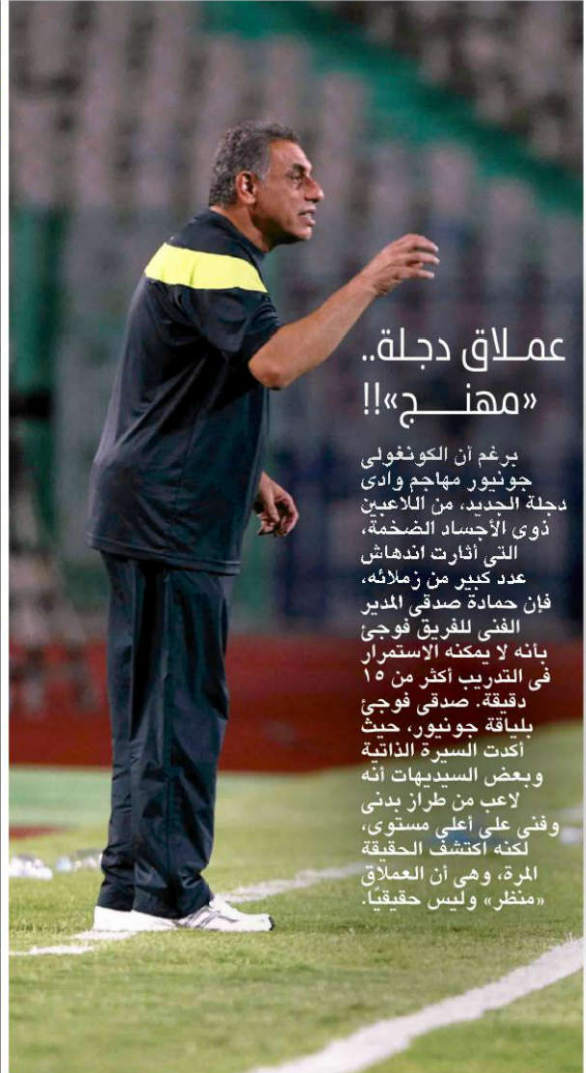 عملاق دجلة..
«مهنج»!!
برغم أن الكونغولى
جونيور مهاجم وادى
دجلة الجديد، من اللاعبين
ذوى الأجساد الضخمة،
التى أثارت اندهاش
عدد كبير من زملائه،
فإن حمادة صدقى المدير
الفنى للفريق فوجئ
بأنه لا يمكنه الاستمرار
فى التدريب أكثر من ١٥
دقيقة. صدقى فوجئ
بلياقة جونيور، حيث
أكدت السيرة الذاتية
وبعض السيديهات أنه
لاعب من طراز بدنى
وفنى على أعلى مستوى،
لكنه اكتشف الحقيقة
المرة، وهى أن العملاق
«منظر» وليس حقيقيًا.